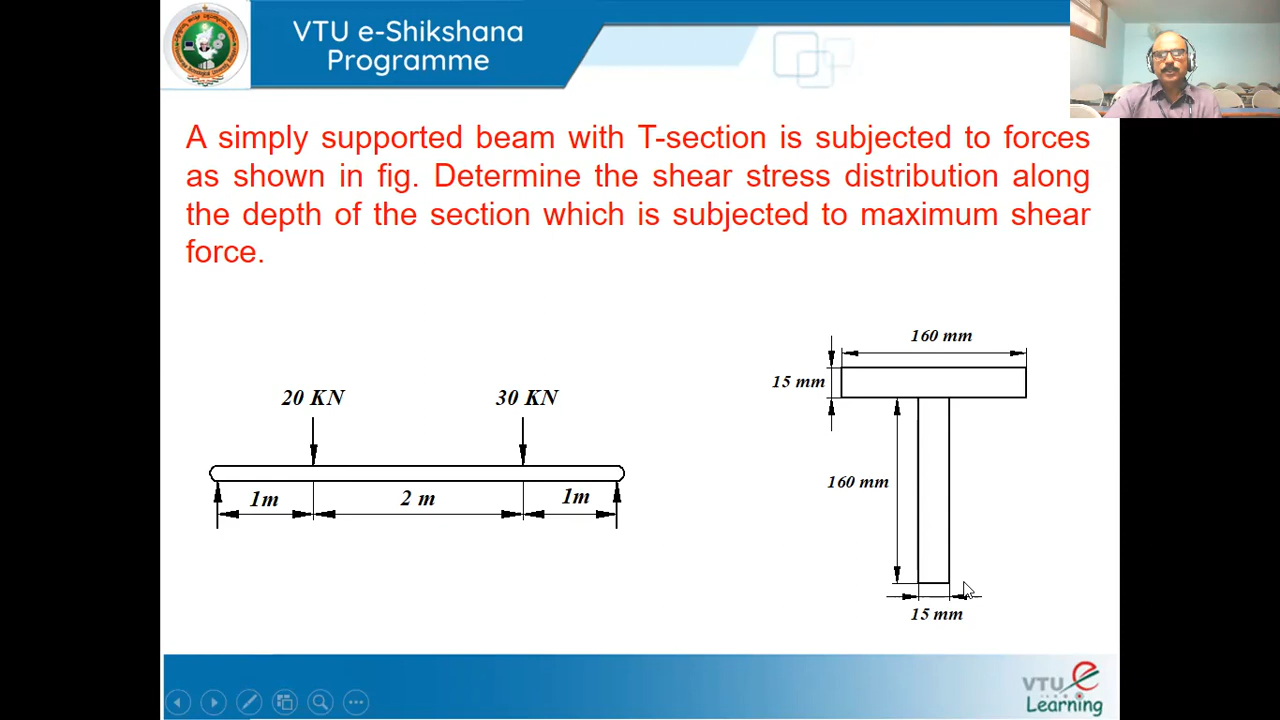 VTU e-Shikshana
Programme
A simply supported beam with T-section is subjected to forces
as shown in fig. Determine the shear stress distribution along
the depth of the section which is subjected to maximum shear
force.
160 mm
15 mm
20 KN
30 KN
160 mm
1m
2 m
1m
15 mm
VTU e
Learning